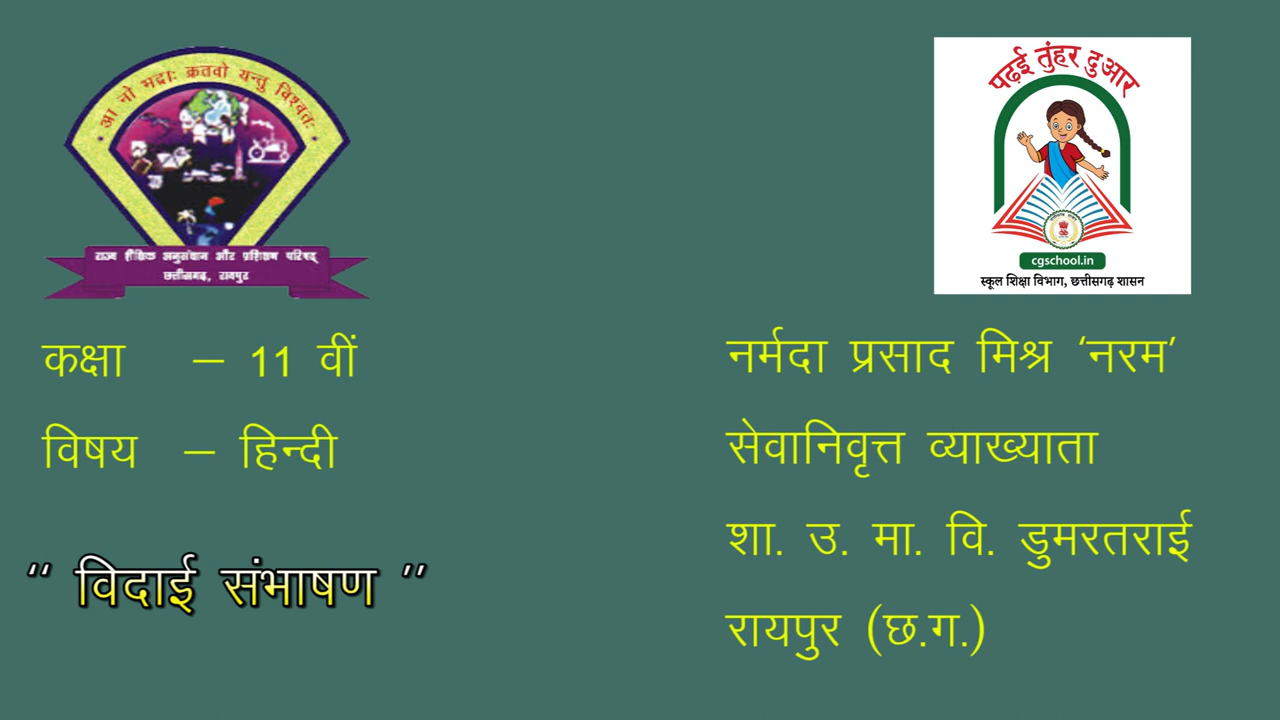 आ नो भद्राः क्रतवो यन्तु विश्वतः
राज्य शैक्षिक अनुसंधान और प्रशिक्षण परिषद्
छत्तीसगढ़, रायपुर
पढ़ई तुंहर दुआर
cgschool.in
स्कूल शिक्षा विभाग, छत्तीसगढ़ शासन
कक्षा – 11 वीं
विषय – हिन्दी
“ विदाई संभाषण ”
नर्मदा प्रसाद मिश्र ‘नरम’
सेवानिवृत्त व्याख्याता
शा. उ. मा. वि. डुमरतराई
रायपुर (छ.ग.)